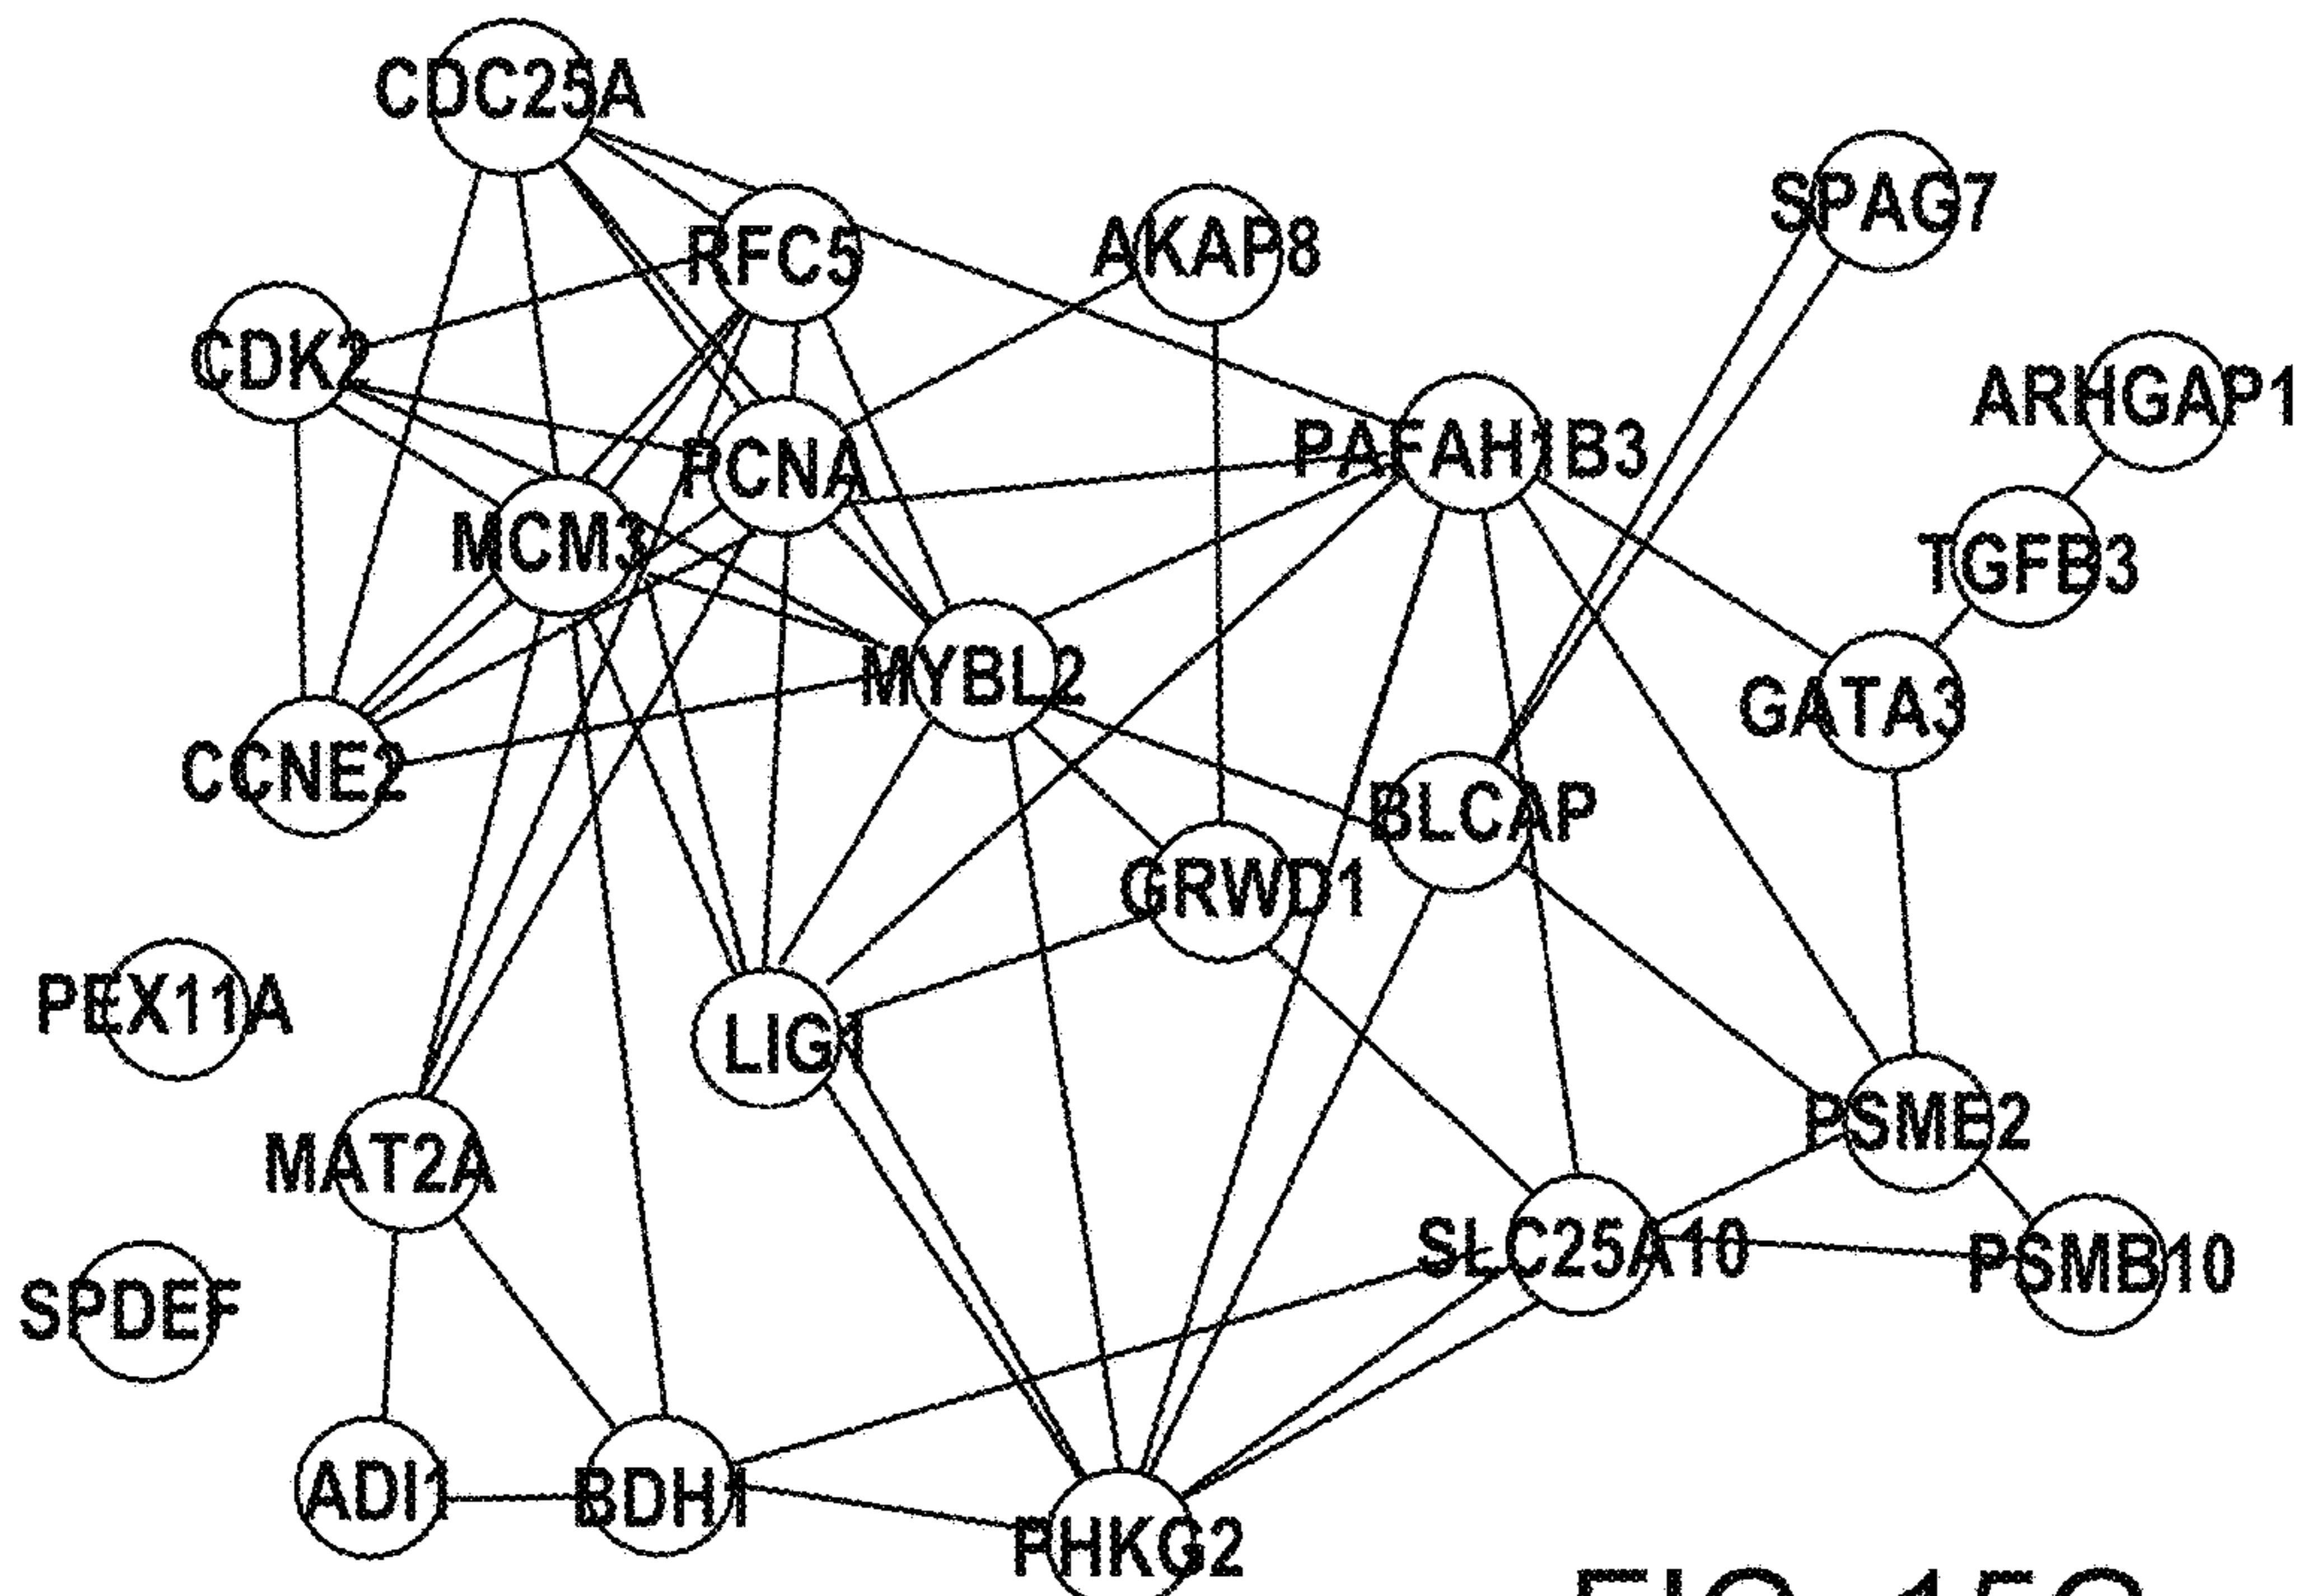 CDC25A
SPAG7
RFC5
AKAP8
CDK2
ARHGAP1
PCNA
PAFAH1B3
MCM3
TGFB3
MYBL2
GATA3
CCNE2
BLCAP
GRWD1
PEX11A
LIG1
PSME2
MAT2A
SLC25A10
PSMB10
SPDEF
ADI1
BDH1
PHKG2